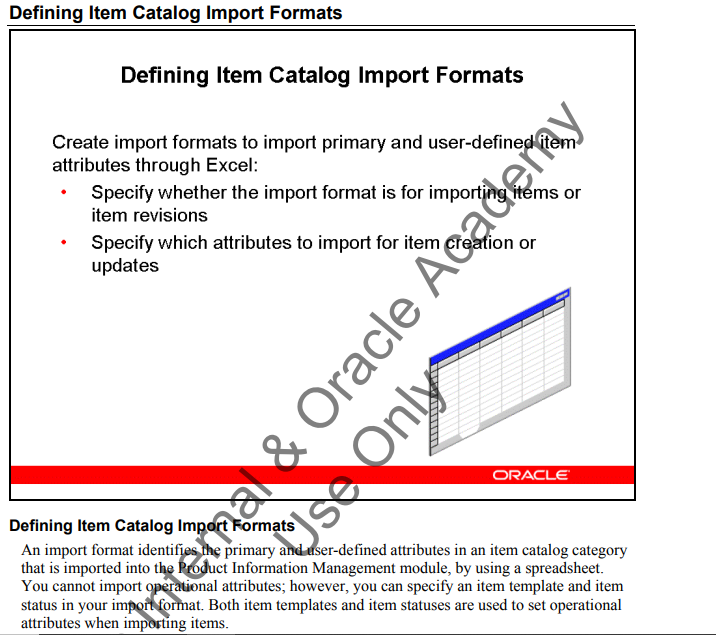 Defining Item Catalog Import Formats
Defining Item Catalog Import Formats
Create import formats to import primary and user-defined item
attributes through Excel:
• Specify whether the import format is for importing items or
item revisions
• Specify which attributes to import for item creation or
updates
Internal & Oracle Academy
Use Only
ORACLE
Defining Item Catalog Import Formats
An import format identifies the primary and user-defined attributes in an item catalog category
that is imported into the Product Information Management module, by using a spreadsheet.
You cannot import operational attributes; however, you can specify an item template and item
status in your import format. Both item templates and item statuses are used to set operational
attributes when importing items.